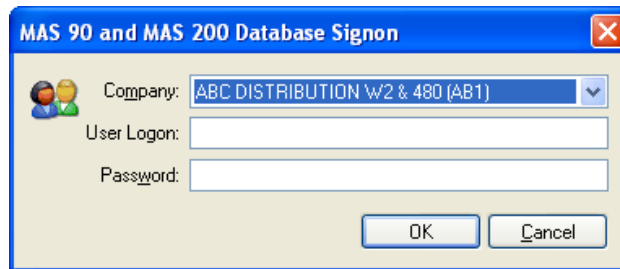 MAS 90 and MAS 200 Database Signon
Company: ABC DISTRIBUTION W2 & 480 (AB1)
User Logon:
Password:
OK Cancel